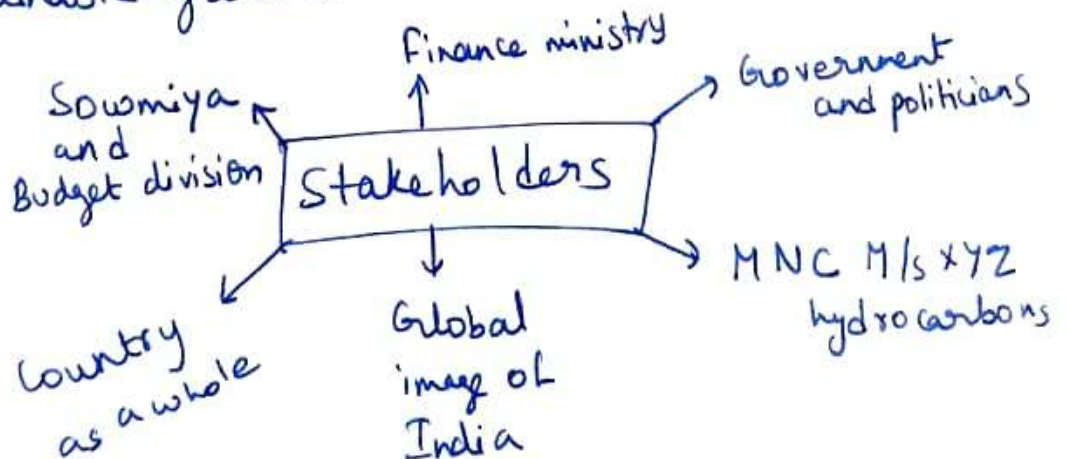 Finance ministry
Sowmiya
and
Budget division
Government
and politicians
Stakeholders
MNC M/s XYZ
hydrocarbons
Global
image of
India
Country
as a whole